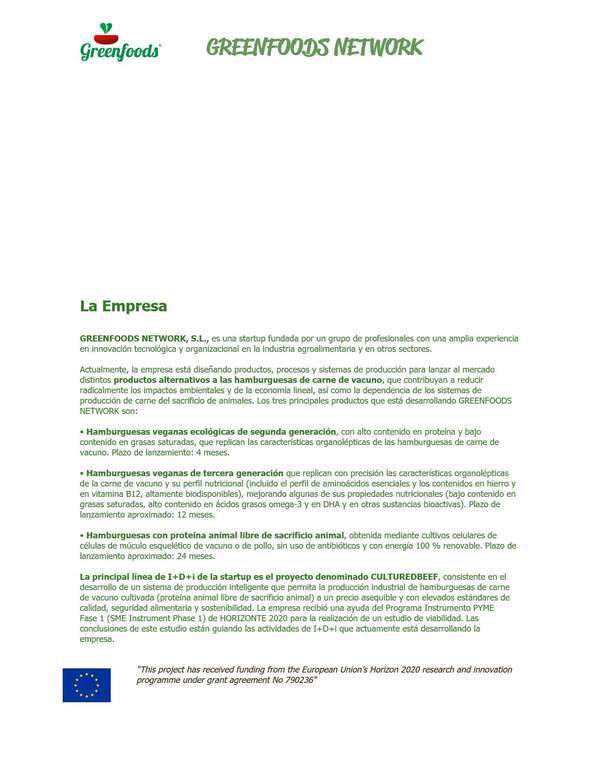 Greenfoods
GREENFOODS NETWORK
La Empresa
GREENFOODS NETWORK, S.L., es una startup fundada por un grupo de profesionales con una amplia experiencia
en innovación tecnológica y organizacional en la industria agroalimentaria y en otros sectores.
Actualmente, la empresa está diseñando productos, procesos y sistemas de producción para lanzar al mercado
distintos productos alternativos a las hamburguesas de carne de vacuno, que contribuyan a reducir
radicalmente los impactos ambientales y de la economía lineal, así como la dependencia de los sistemas de
producción de carne del sacrificio de animales. Los tres principales productos que está desarrollando GREENFOODS
NETWORK son:
• Hamburguesas veganas ecológicas de segunda generación, con alto contenido en proteína y bajo
contenido en grasas saturadas, que replican las características organolépticas de las hamburguesas de carne de
vacuno. Plazo de lanzamiento: 4 meses.
• Hamburguesas veganas de tercera generación que replican con precisión las características organolépticas
de la carne de vacuno y su perfil nutricional (incluido el perfil de aminoácidos esenciales y los contenidos en hierro y
en vitamina B12, altamente biodisponibles), mejorando algunas de sus propiedades nutricionales (bajo contenido en
grasas saturadas, alto contenido en ácidos grasos omega-3 y en DHA y en otras sustancias bioactivas). Plazo de
lanzamiento aproximado: 12 meses.
• Hamburguesas con proteína animal libre de sacrificio animal, obtenida mediante cultivos celulares de
células de múculo esquelético de vacuno o de pollo, sin uso de antibióticos y con energía 100 % renovable. Plazo de
lanzamiento aproximado: 24 meses.
La principal línea de I+D+i de la startup es el proyecto denominado CULTUREDBEEF, consistente en el
desarrollo de un sistema de producción inteligente que permita la producción industrial de hamburguesas de carne
de vacuno cultivada (proteína animal libre de sacrificio animal) a un precio asequible y con elevados estándares de
calidad, seguridad alimentaria y sostenibilidad. La empresa recibió una ayuda del Programa Instrumento PYME
Fase 1 (SME Instrument Phase 1) de HORIZONTE 2020 para la realización de un estudio de viabilidad. Las
conclusiones de este estudio están guiando las actividades de I+D+i que actuamente está desarrollando la
empresa.
"This project has received funding from the European Union's Horizon 2020 research and innovation
programme under grant agreement No 790236"